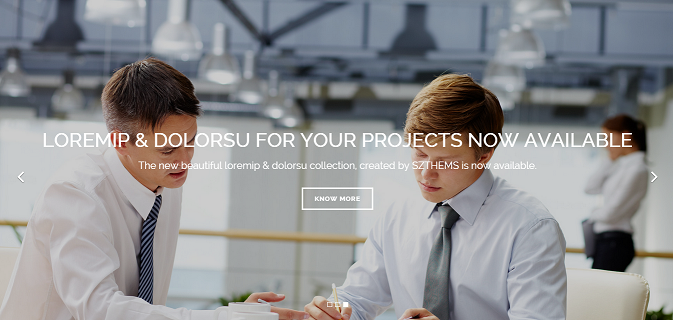 LOREMIP & DOLORSU FOR YOUR PROJECTS NOW AVAILABLE
The new beautiful loremip & dolorsu collection, created by SZTHEMS is now available.
KNOW MORE